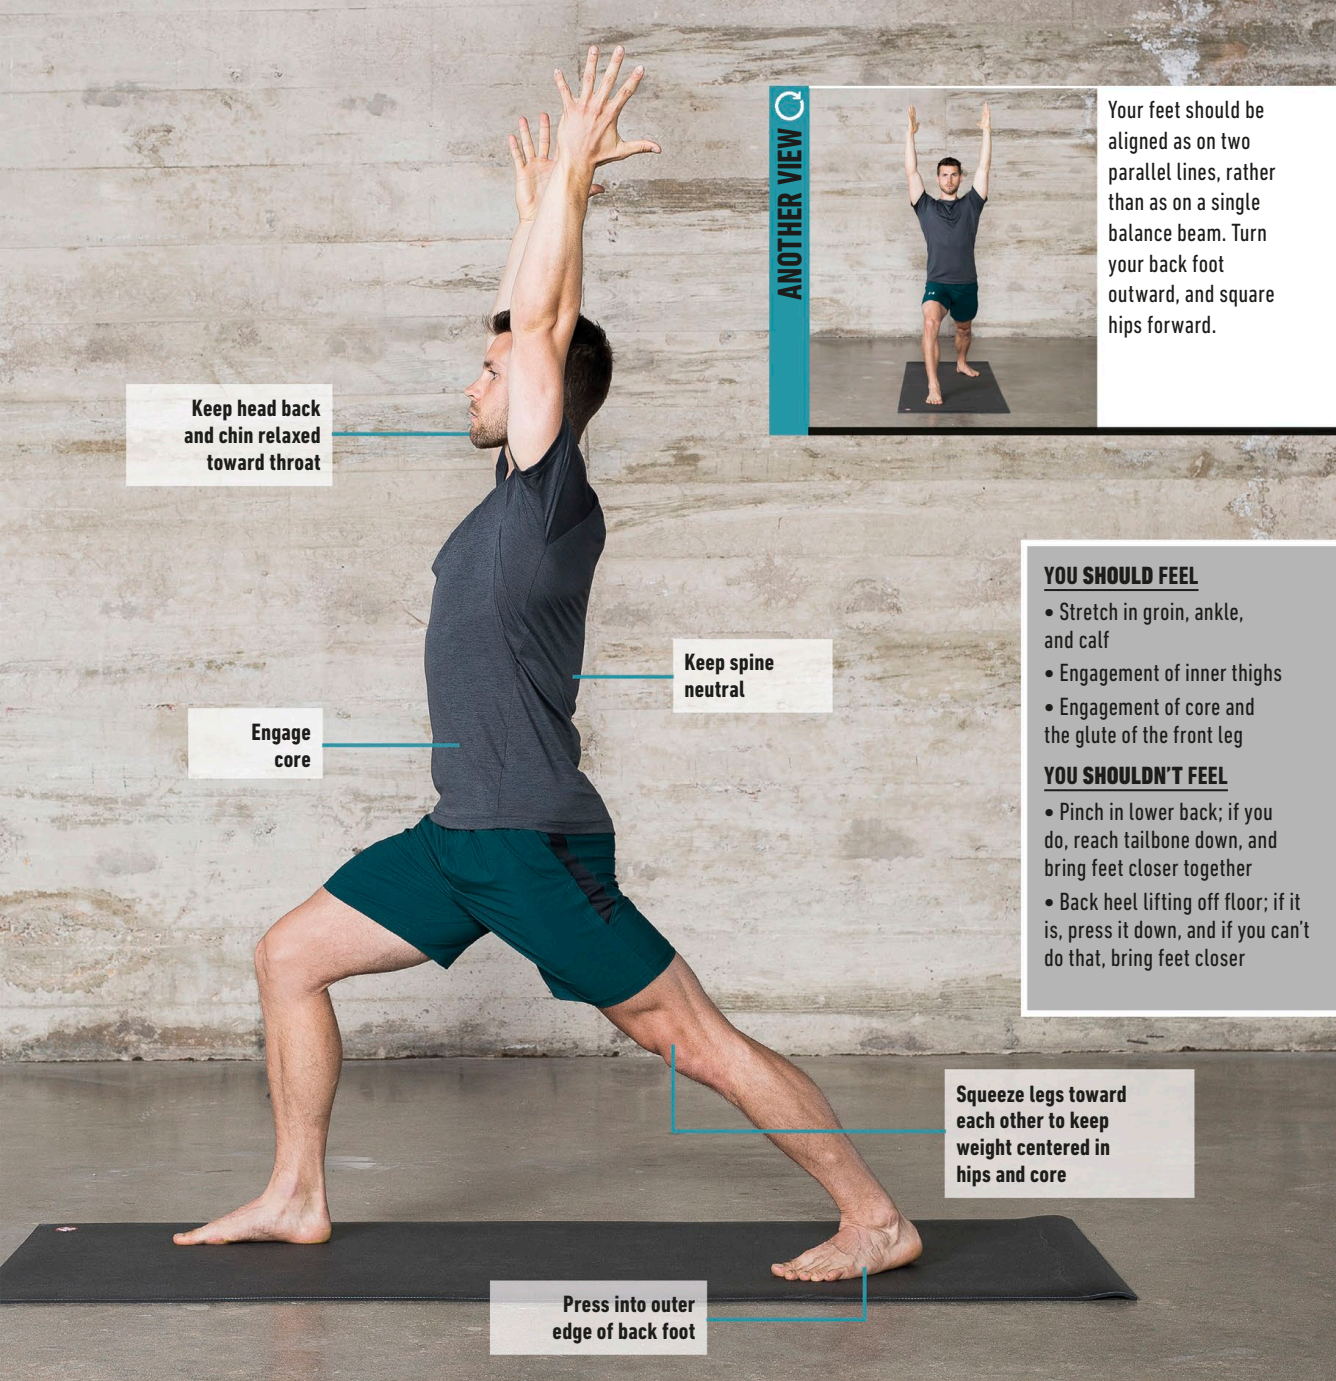 ANOTHER VIEW
Your feet should be
aligned as on two
parallel lines, rather
than as on a single
balance beam. Turn
your back foot
outward, and square
hips forward.
Keep head back
and chin relaxed
toward throat
Keep spine
neutral
Engage
core
YOU SHOULD FEEL
• Stretch in groin, ankle,
and calf
• Engagement of inner thighs
• Engagement of core and
the glute of the front leg
YOU SHOULDN'T FEEL
• Pinch in lower back; if you
do, reach tailbone down, and
bring feet closer together
• Back heel lifting off floor; if it
is, press it down, and if you can't
do that, bring feet closer
Squeeze legs toward
each other to keep
weight centered in
hips and core
Press into outer
edge of back foot